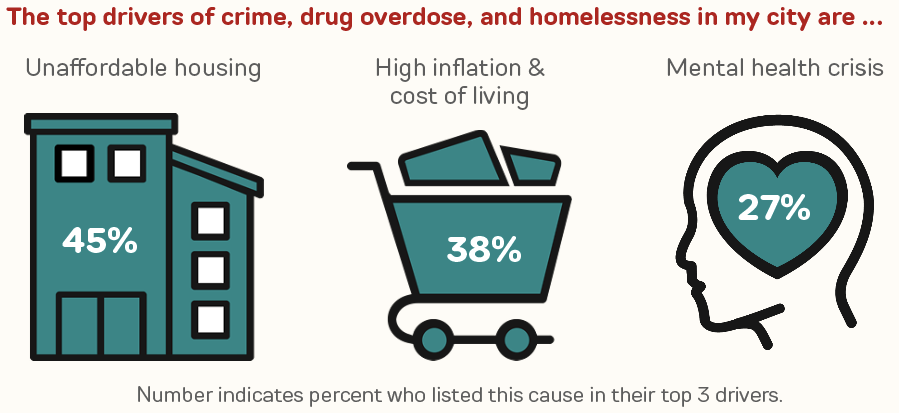 The top drivers of crime, drug overdose, and homelessness in my city are ...
Unaffordable housing
High inflation &
cost of living
Mental health crisis
45%
38%
27%
Number indicates percent who listed this cause in their top 3 drivers.